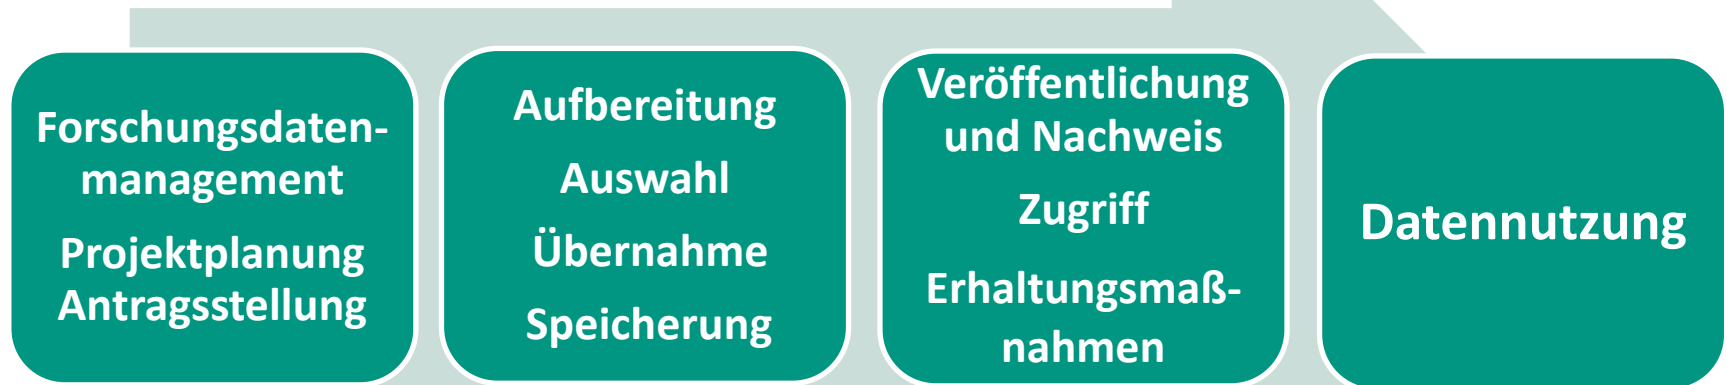 Forschungsdaten-
management
Projektplanung
Antragsstellung
Aufbereitung
Auswahl
Übernahme
Speicherung
Veröffentlichung
und Nachweis
Zugriff
Erhaltungsmaß-
nahmen
Datennutzung